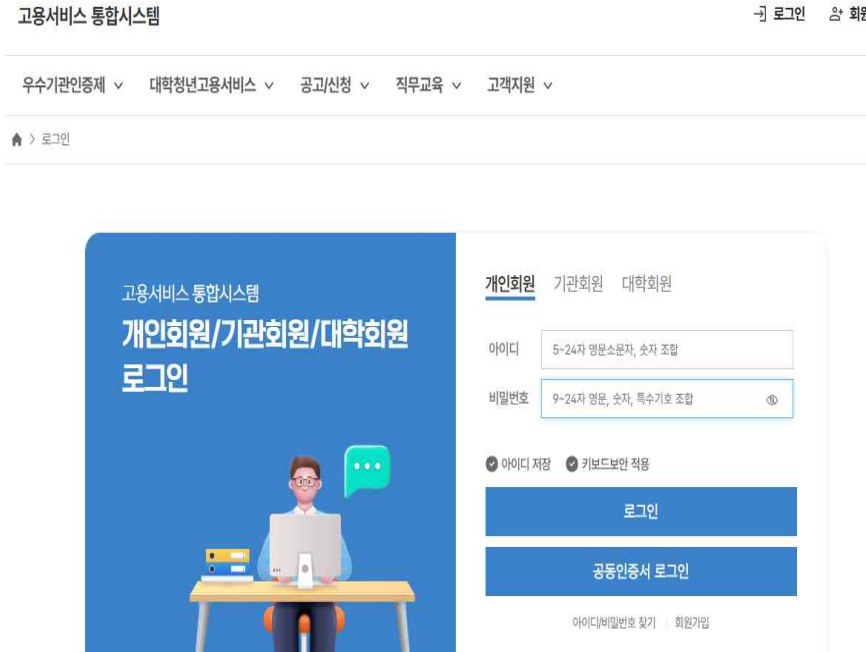 고용서비스 통합시스템
로그인 회원
우수기관인증제 대학청년고용서비스 공고/신청 직무교육 고객지원
로그인
고용서비스 통합시스템
개인회원/기관회원/대학회원
로그인
개인회원 기관회원 대학회원
아이디 5~24자 영문소문자, 숫자 조합
비밀번호 9~24자 영문, 숫자, 특수기호 조합
아이디 저장 키보드보안 적용
로그인
공동인증서 로그인
아이디/비밀번호 찾기 | 회원가입